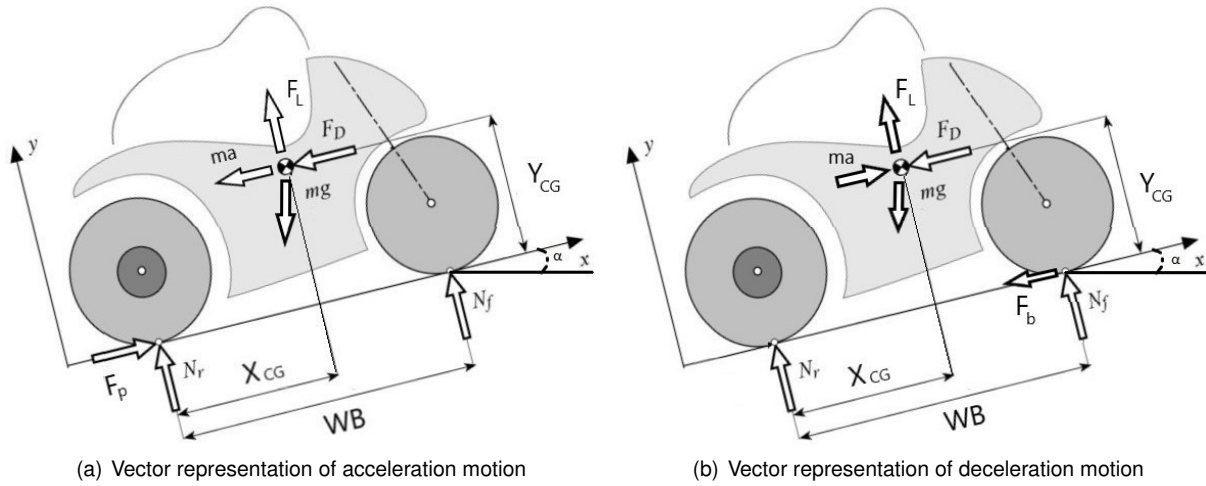 F_L
F_D
ma
mg
y
Y_CG
α
x
N_f
F_p
N_r
X_CG
WB
(a) Vector representation of acceleration motion
F_L
F_D
ma
mg
y
Y_CG
α
x
F_b
N_f
N_r
X_CG
WB
(b) Vector representation of deceleration motion